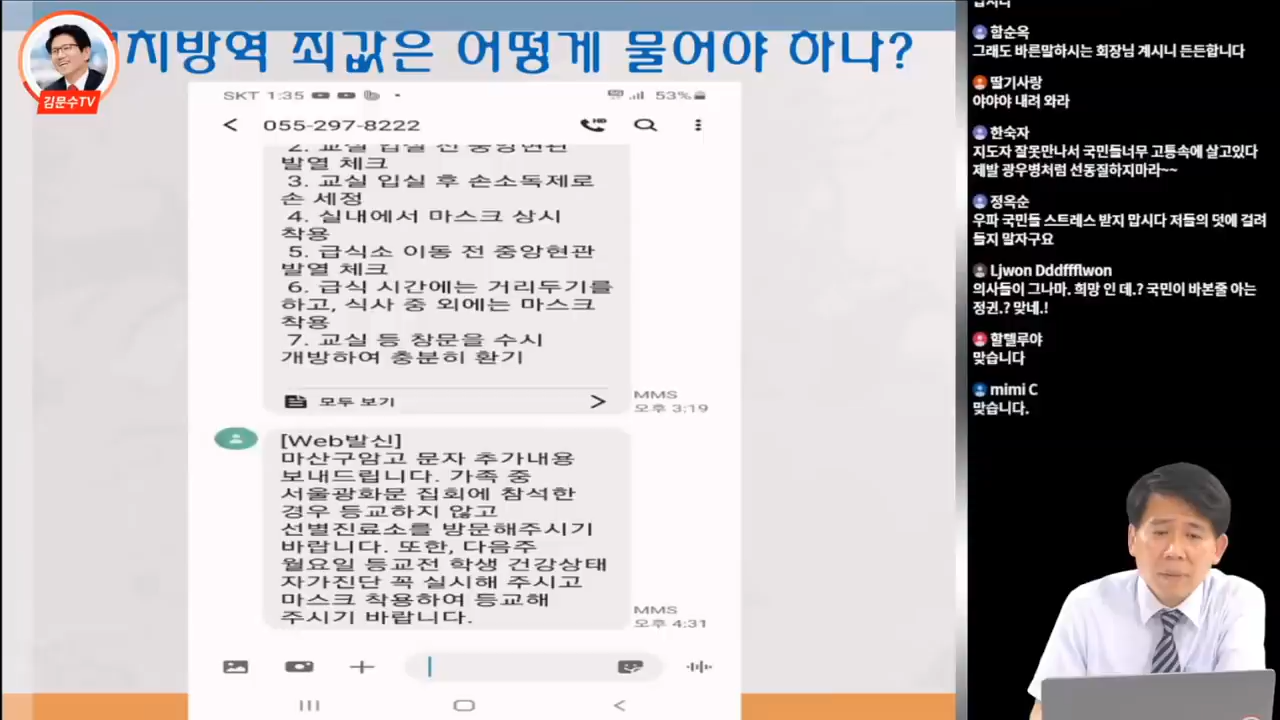 치방역 죄값은 어떻게 물어야 하나?
김문수TV
SKT 1:35
53%
055-297-8222
2. 교실 입실 전 중앙현관
발열 체크
3. 교실 입실 후 손소독제로
손 세정
4. 실내에서 마스크 상시
착용
5. 급식소 이동 전 중앙현관
발열 체크
6. 급식 시간에는 거리두기를
하고, 식사 중 외에는 마스크
착용
7. 교실 등 창문을 수시
개방하여 충분히 환기
모두 보기
MMS
오후 3:19
[Web발신]
마산구암고 문자 추가내용
보내드립니다. 가족 중
서울광화문 집회에 참석한
경우 등교하지 않고
선별진료소를 방문해주시기
바랍니다. 또한, 다음주
월요일 등교전 학생 건강상태
자가진단 꼭 실시해 주시고
마스크 착용하여 등교해
주시기 바랍니다.
MMS
오후 4:31
함순옥
그래도 바른말하시는 회장님 계시니 든든합니다
딸기사랑
야야야 내려 와라
한숙자
지도자 잘못만나서 국민들너무 고통속에 살고있다
제발 광우병처럼 선동질하지마라~~
정옥순
우파 국민들 스트레스 받지 맙시다 저들의 덫에 걸려
들지 말자구요
Ljwon Dddffflwon
의사들이 그나마. 희망 인 데.? 국민이 바본줄 아는
정권.? 맞네.!
할텔루야
맞습니다
mimi C
맞습니다.